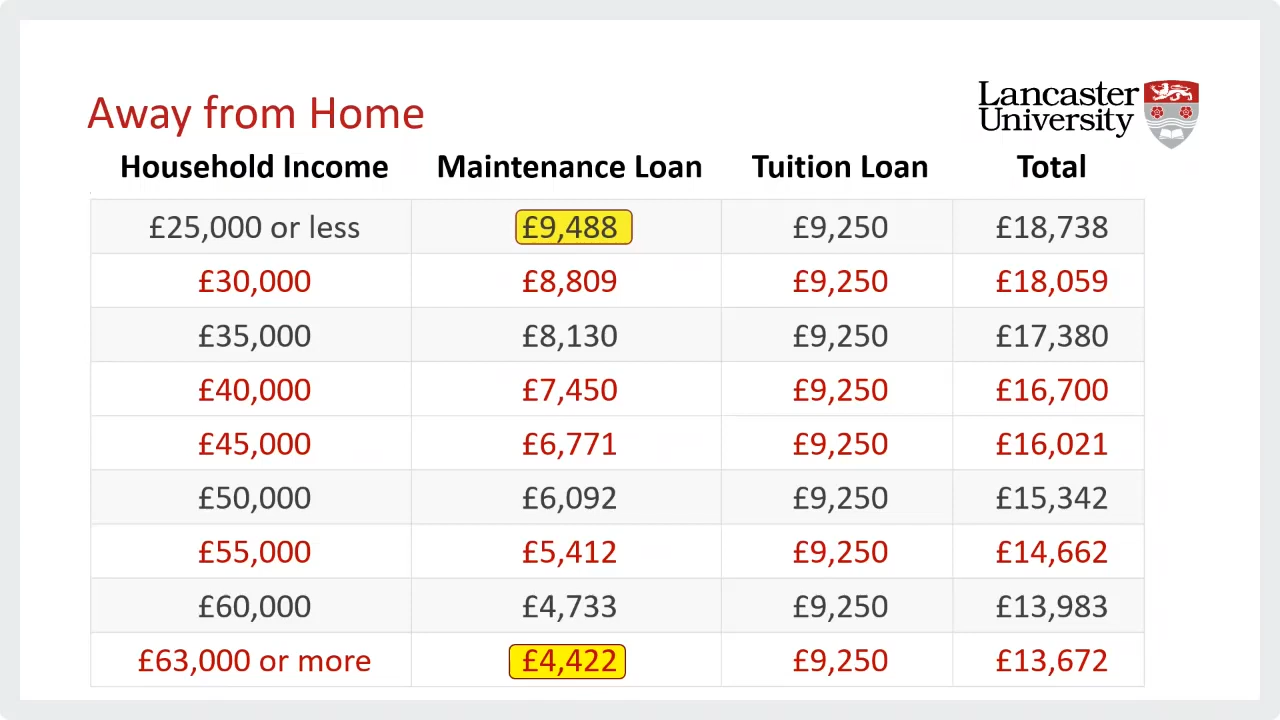 Away from Home
Lancaster
University
Household Income Maintenance Loan Tuition Loan Total
£25,000 or less £9,488 £9,250 £18,738
£30,000 £8,809 £9,250 £18,059
£35,000 £8,130 £9,250 £17,380
£40,000 £7,450 £9,250 £16,700
£45,000 £6,771 £9,250 £16,021
£50,000 £6,092 £9,250 £15,342
£55,000 £5,412 £9,250 £14,662
£60,000 £4,733 £9,250 £13,983
£63,000 or more £4,422 £9,250 £13,672